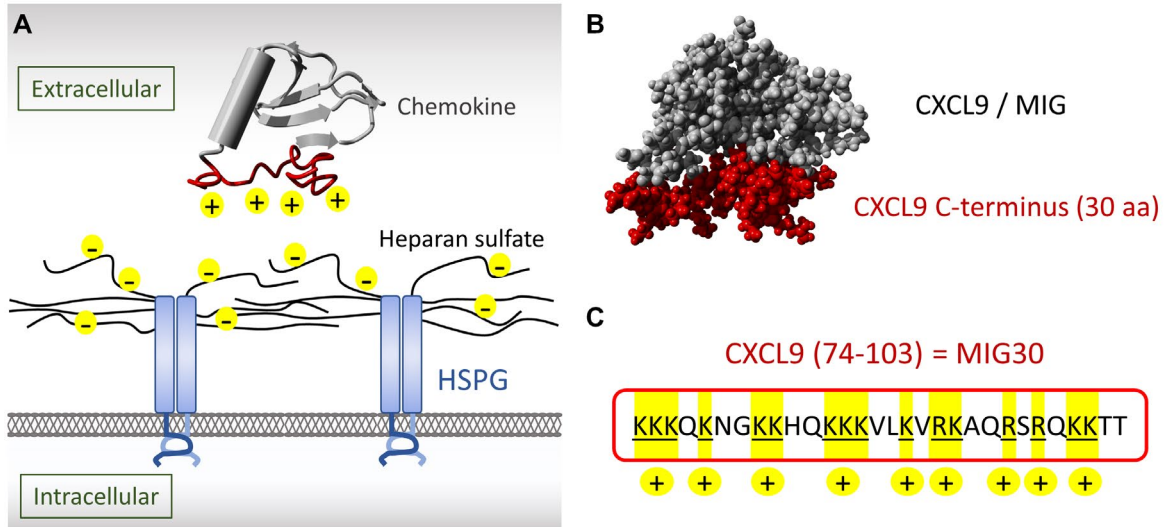 A
Extracellular
Chemokine
+ + + +
Heparan sulfate
- - - - - - - - -
HSPG
Intracellular
B
CXCL9 / MIG
CXCL9 C-terminus (30 aa)
C
CXCL9 (74-103) = MIG30
KKKQKNGKKHQKKKVLKVRKAQRSRQKKTT
+ + + + + + + + +